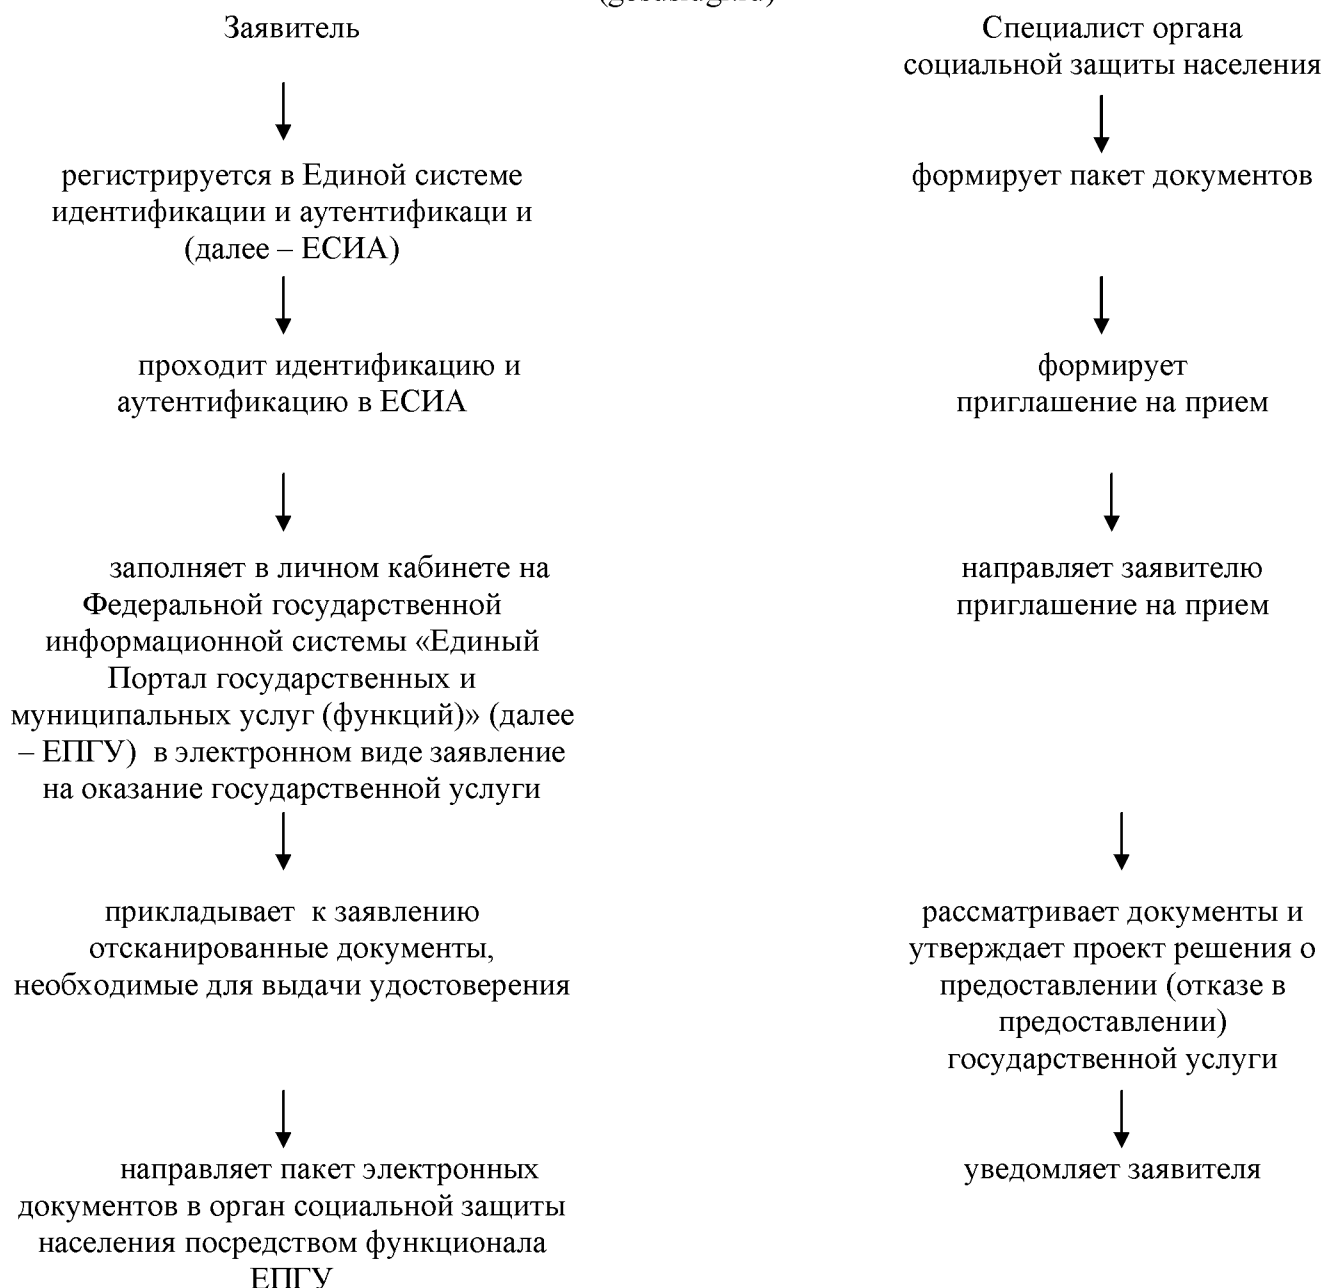 Заявитель
регистрируется в Единой системе
идентификации и аутентификаци и
(далее – ЕСИА)
проходит идентификацию и
аутентификацию в ЕСИА
заполняет в личном кабинете на
Федеральной государственной
информационной системы «Единый
Портал государственных и
муниципальных услуг (функций)» (далее
– ЕПГУ)  в электронном виде заявление
на оказание государственной услуги
прикладывает  к заявлению
отсканированные документы,
необходимые для выдачи удостоверения
направляет пакет электронных
документов в орган социальной защиты
населения посредством функционала
ЕПГУ
Специалист органа
социальной защиты населения
формирует пакет документов
формирует
приглашение на прием
направляет заявителю
приглашение на прием
рассматривает документы и
утверждает проект решения о
предоставлении (отказе в
предоставлении)
государственной услуги
уведомляет заявителя